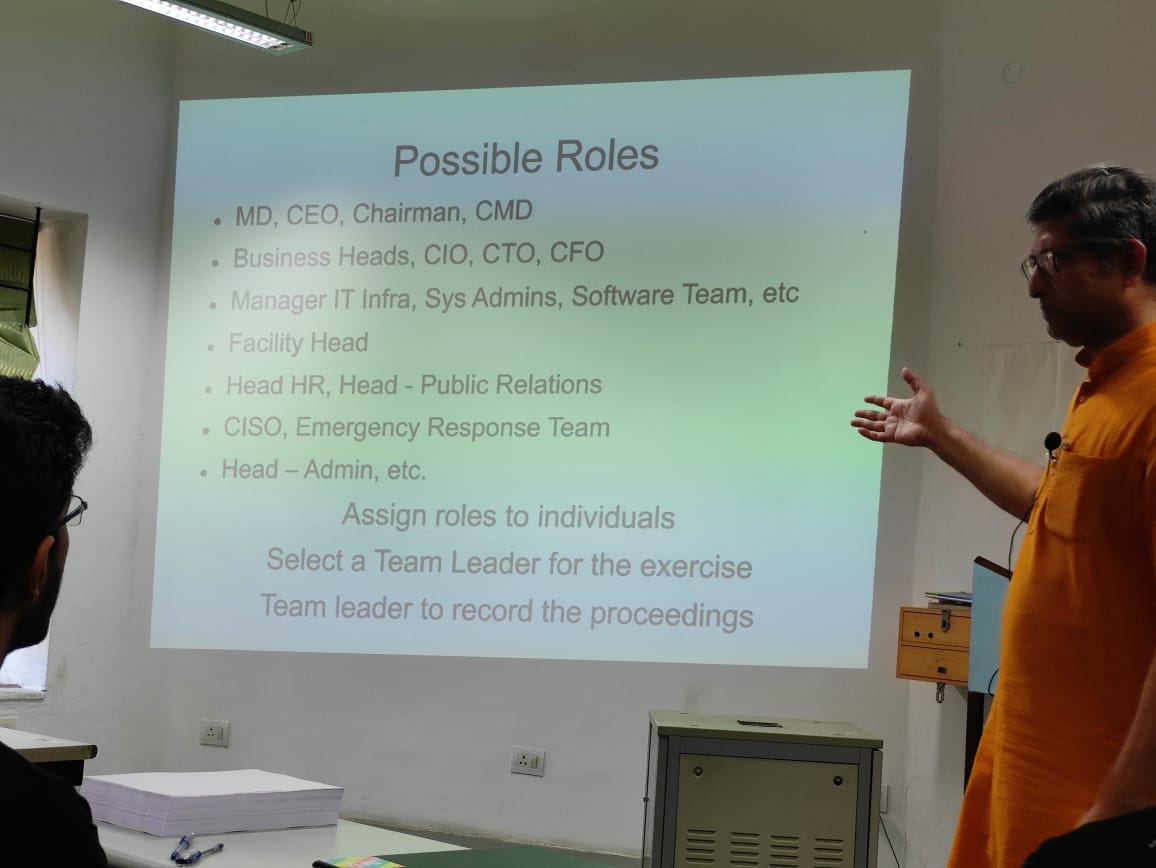 Possible Roles
• MD, CEO, Chairman, CMD
• Business Heads, CIO, CTO, CFO
• Manager IT Infra, Sys Admins, Software Team, etc
• Facility Head
• Head HR, Head - Public Relations
• CISO, Emergency Response Team
• Head – Admin, etc.
Assign roles to individuals
Select a Team Leader for the exercise
Team leader to record the proceedings